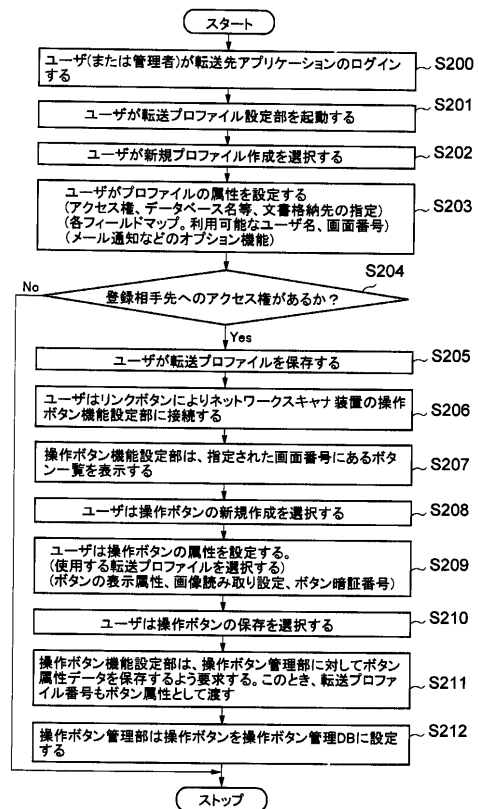 スタート
ユーザ(または管理者)が転送先アプリケーションのログイン
する
S200
ユーザが転送プロファイル設定部を起動する
S201
ユーザが新規プロファイル作成を選択する
S202
ユーザがプロファイルの属性を設定する
(アクセス権、データベース名等、文書格納先の指定)
(各フィールドマップ。利用可能なユーザ名、画面番号)
(メール通知などのオプション機能)
S203
S204
No
登録相手先へのアクセス権があるか?
Yes
ユーザが転送プロファイルを保存する
S205
ユーザはリンクボタンによりネットワークスキャナ装置の操作
ボタン機能設定部に接続する
S206
操作ボタン機能設定部は、指定された画面番号にあるボタ
ン一覧を表示する
S207
ユーザは操作ボタンの新規作成を選択する
S208
ユーザは操作ボタンの属性を設定する。
(使用する転送プロファイルを選択する)
(ボタンの表示属性、画像読み取り設定、ボタン暗証番号)
S209
ユーザは操作ボタンの保存を選択する
S210
操作ボタン機能設定部は、操作ボタン管理部に対してボタン
属性データを保存するよう要求する。このとき、転送プロファ
イル番号もボタン属性として渡す
S211
操作ボタン管理部は操作ボタンを操作ボタン管理DBに設定
する
S212
ストップ